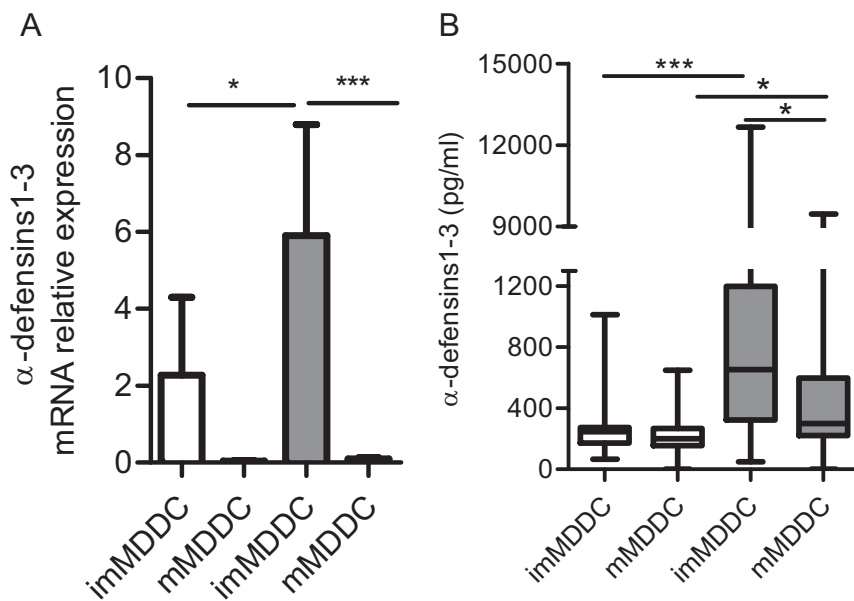 A
α-defensins1-3
mRNA relative expression
10
8
6
4
2
0
*
***
imMDDC
mMDDC
imMDDC
mMDDC
B
α-defensins1-3 (pg/ml)
15000
12000
9000
1200
800
400
0
***
*
*
imMDDC
mMDDC
imMDDC
mMDDC